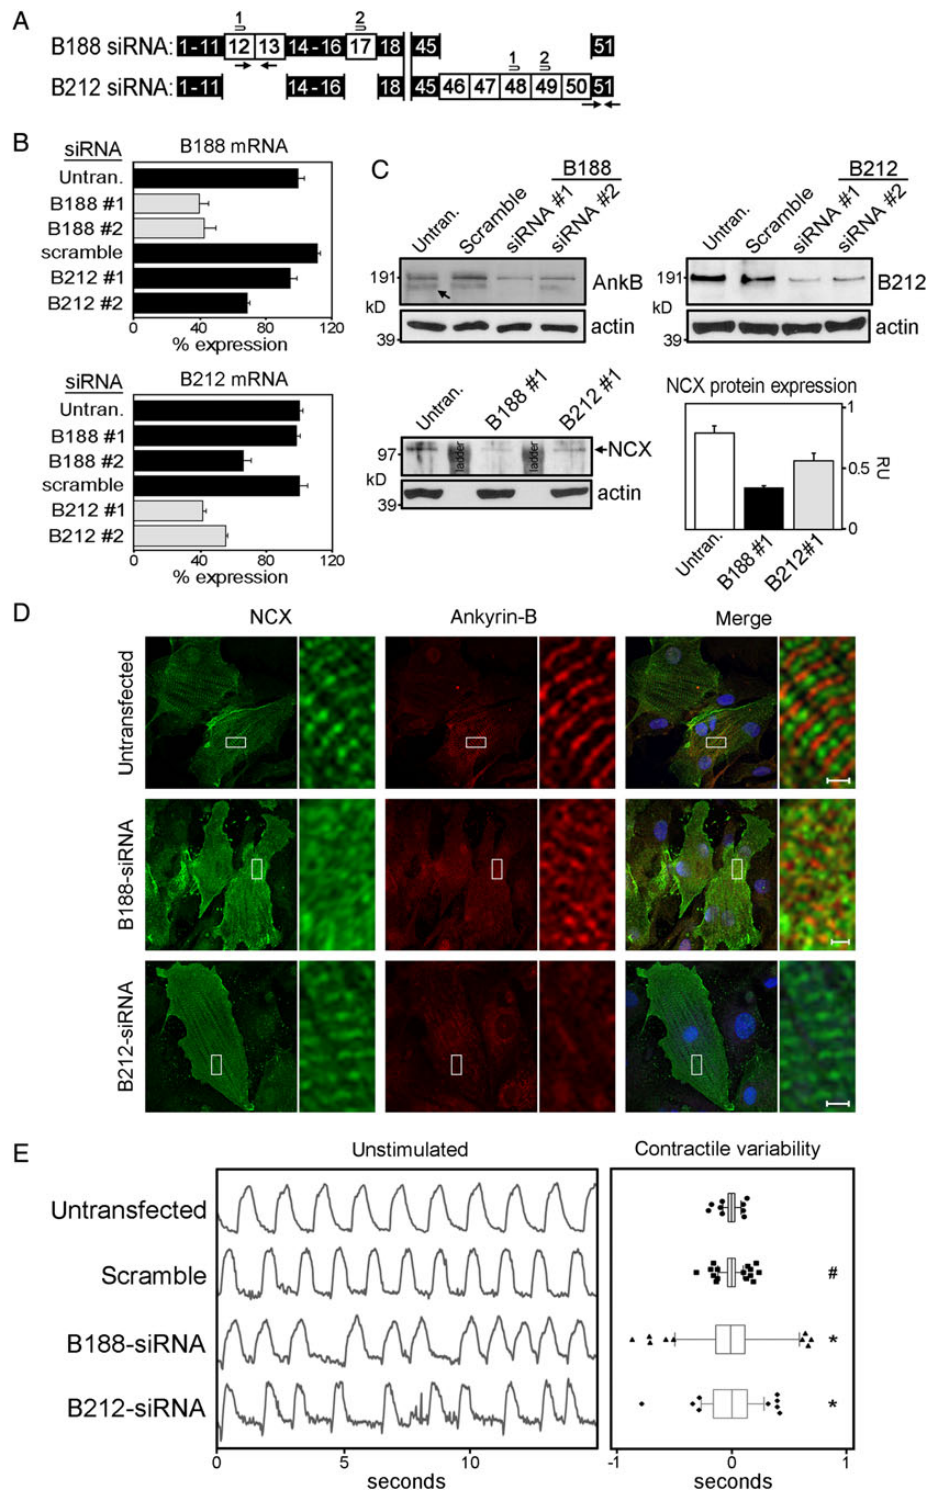 A
1 2
B188 siRNA: 1-11 12 13 14-16 17 18 45 51
1 2
B212 siRNA: 1-11 14-16 18 45 46 47 48 49 50 51
B
siRNA B188 mRNA
Untran.
B188 #1
B188 #2
scramble
B212 #1
B212 #2
0 40 80 120
% expression
siRNA B212 mRNA
Untran.
B188 #1
B188 #2
scramble
B212 #1
B212 #2
0 40 80 120
% expression
C
B188
Untran. Scramble siRNA #1 siRNA #2
191 AnkB
kD
39 actin
B212
Untran. Scramble siRNA #1 siRNA #2
191 B212
kD
39 actin
Untran. B188 #1 B212 #1
97 ladder ladder NCX
kD
39 actin
NCX protein expression
1
0.5
0
RU
Untran. B188 #1 B212#1
D
NCX Ankyrin-B Merge
Untransfected
B188-siRNA
B212-siRNA
E
Unstimulated Contractile variability
Untransfected
Scramble #
B188-siRNA *
B212-siRNA *
0 5 10 -1 0 1
seconds seconds